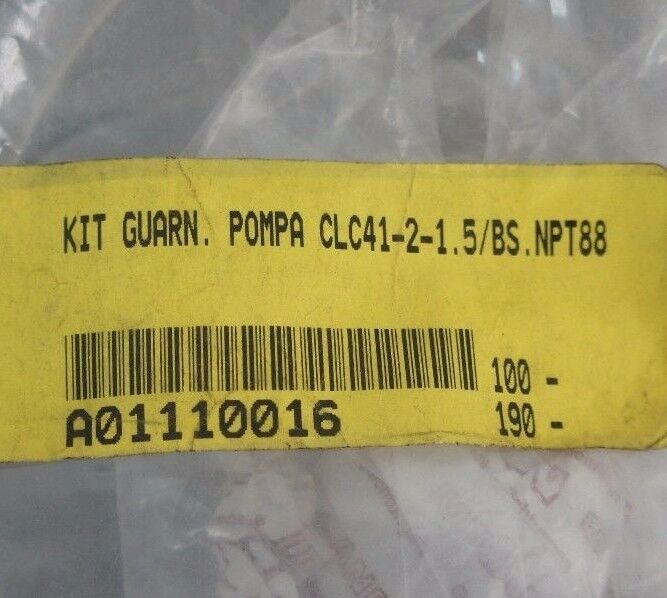 KIT GUARN. POMPA CLC41-2-1.5/BS.NPT88
100 -
A01110016
190 -